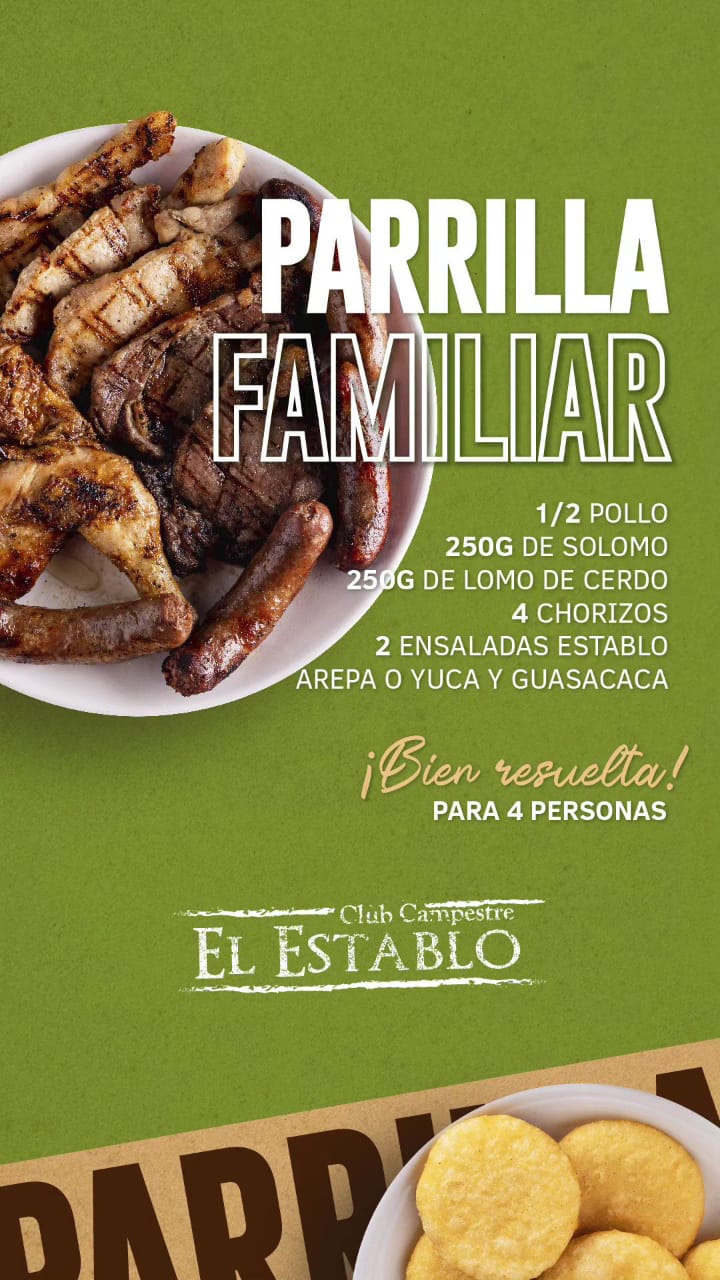 PARRILLA
FAMILIAR
1/2 POLLO
250G DE SOLOMO
250G DE LOMO DE CERDO
4 CHORIZOS
2 ENSALADAS ESTABLO
AREPA O YUCA Y GUASACACA
¡Bien resuelta!
PARA 4 PERSONAS
Club Campestre
EL ESTABLO
PARRILLA